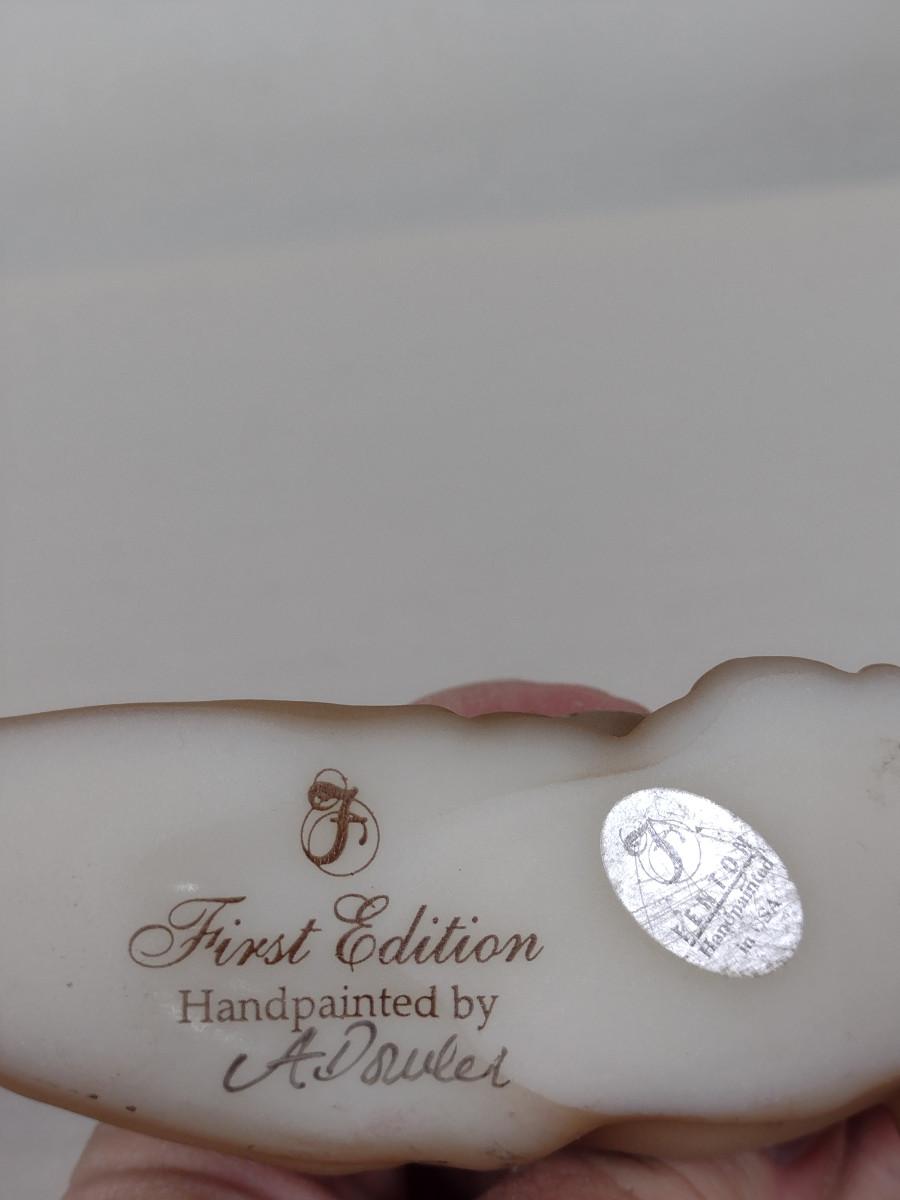 F
First Edition
Handpainted by
A Dowler
F
FENTON
Handpainted
in USA